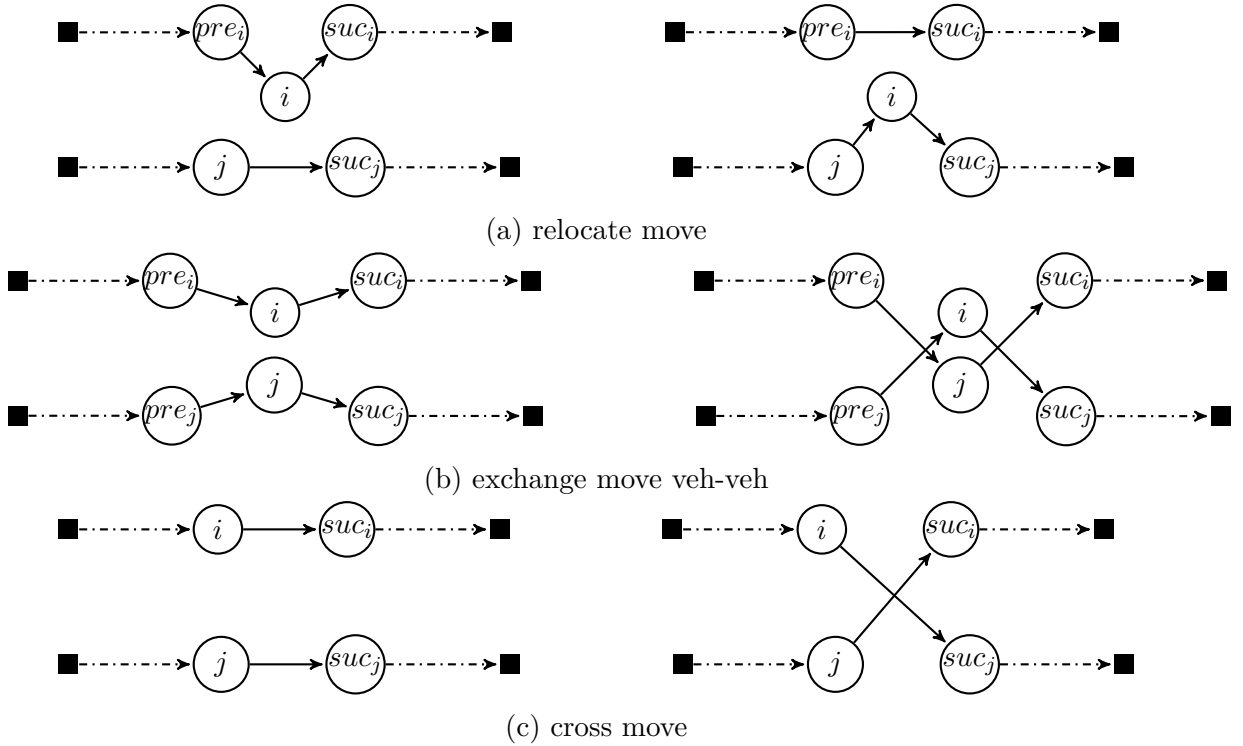 pre_i suc_i pre_i suc_i
i i
j suc_j j suc_j
(a) relocate move
pre_i suc_i pre_i suc_i
i i
j j
pre_j suc_j pre_j suc_j
(b) exchange move veh-veh
i suc_i i suc_i
j suc_j j suc_j
(c) cross move